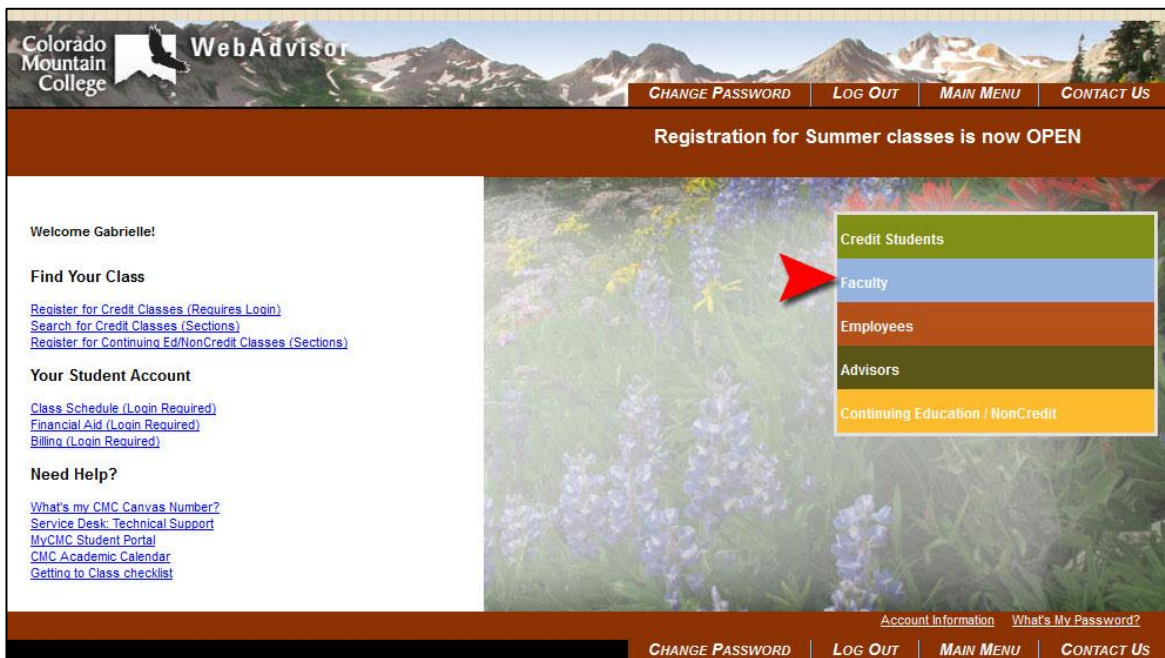 Colorado
Mountain
College
WebAdvisor
CHANGE PASSWORD LOG OUT MAIN MENU CONTACT US
Registration for Summer classes is now OPEN
Welcome Gabrielle!
Find Your Class
Register for Credit Classes (Requires Login)
Search for Credit Classes (Sections)
Register for Continuing Ed/NonCredit Classes (Sections)
Your Student Account
Class Schedule (Login Required)
Financial Aid (Login Required)
Billing (Login Required)
Need Help?
What's my CMC Canvas Number?
Service Desk: Technical Support
MyCMC Student Portal
CMC Academic Calendar
Getting to Class checklist
Credit Students
Faculty
Employees
Advisors
Continuing Education / NonCredit
Account Information What's My Password?
CHANGE PASSWORD LOG OUT MAIN MENU CONTACT US